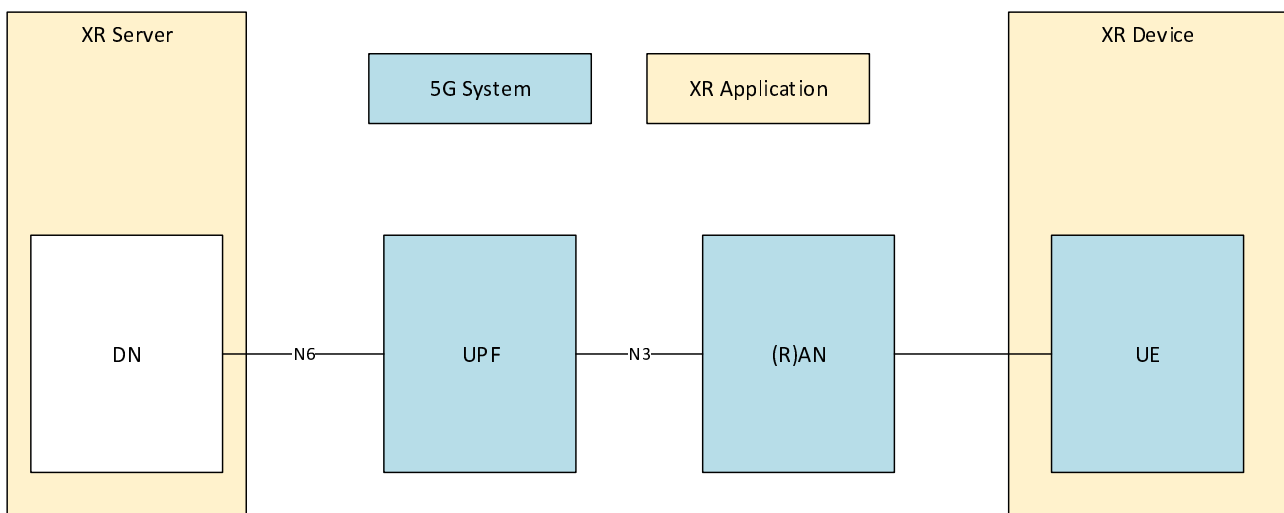 XR Server
XR Device
5G System
XR Application
DN
N6
UPF
N3
(R)AN
UE